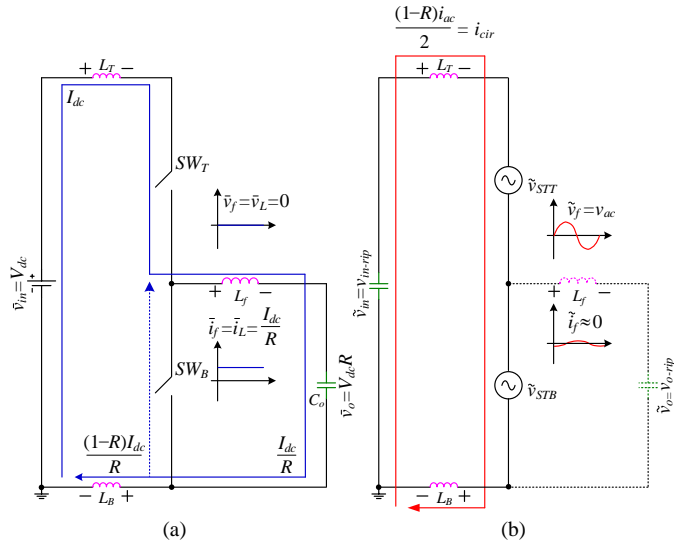 + L_T −
I_dc
SW_T
v̄_f=v̄_L=0
v̄_in=V_dc
+
-
+ L_f −
ī_f=ī_L=I_dc/R
SW_B
C_o
v̄_o=V_dcR
(1−R)I_dc/R
I_dc/R
− L_B +
(a)
(1−R)i_ac/2 = i_cir
+ L_T −
ṽ_STT
ṽ_f=v_ac
ṽ_in=v_in-rip
+ L_f −
ĩ_f≈0
ṽ_STB
ṽ_o=v_o-rip
− L_B +
(b)